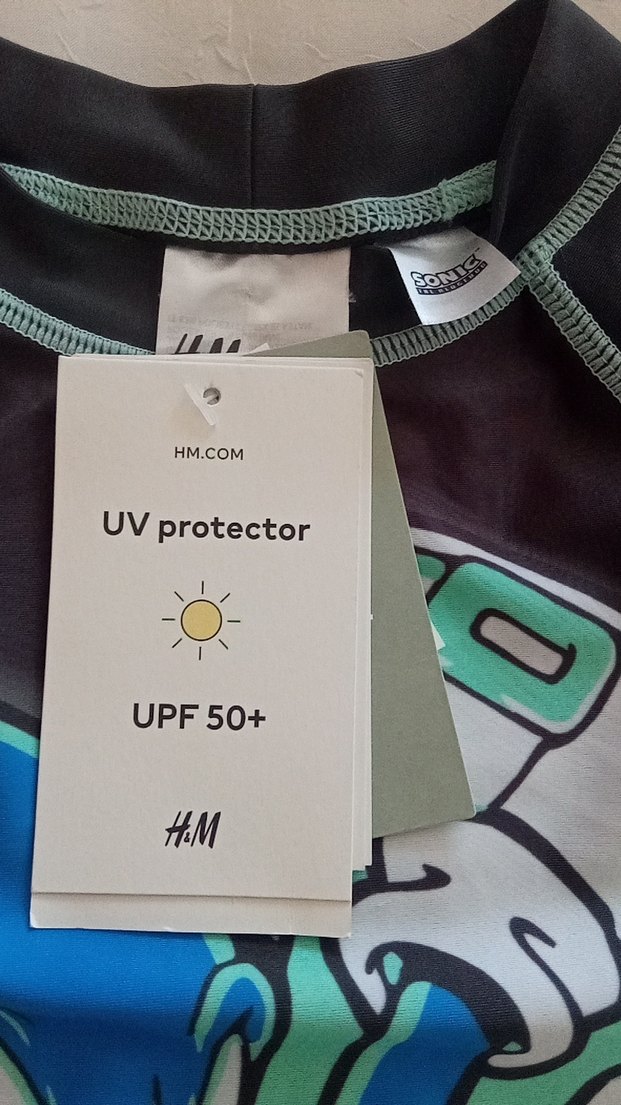 SONIC
THE HEDGEHOG
H&M
HM.COM
UV protector
UPF 50+
H&M